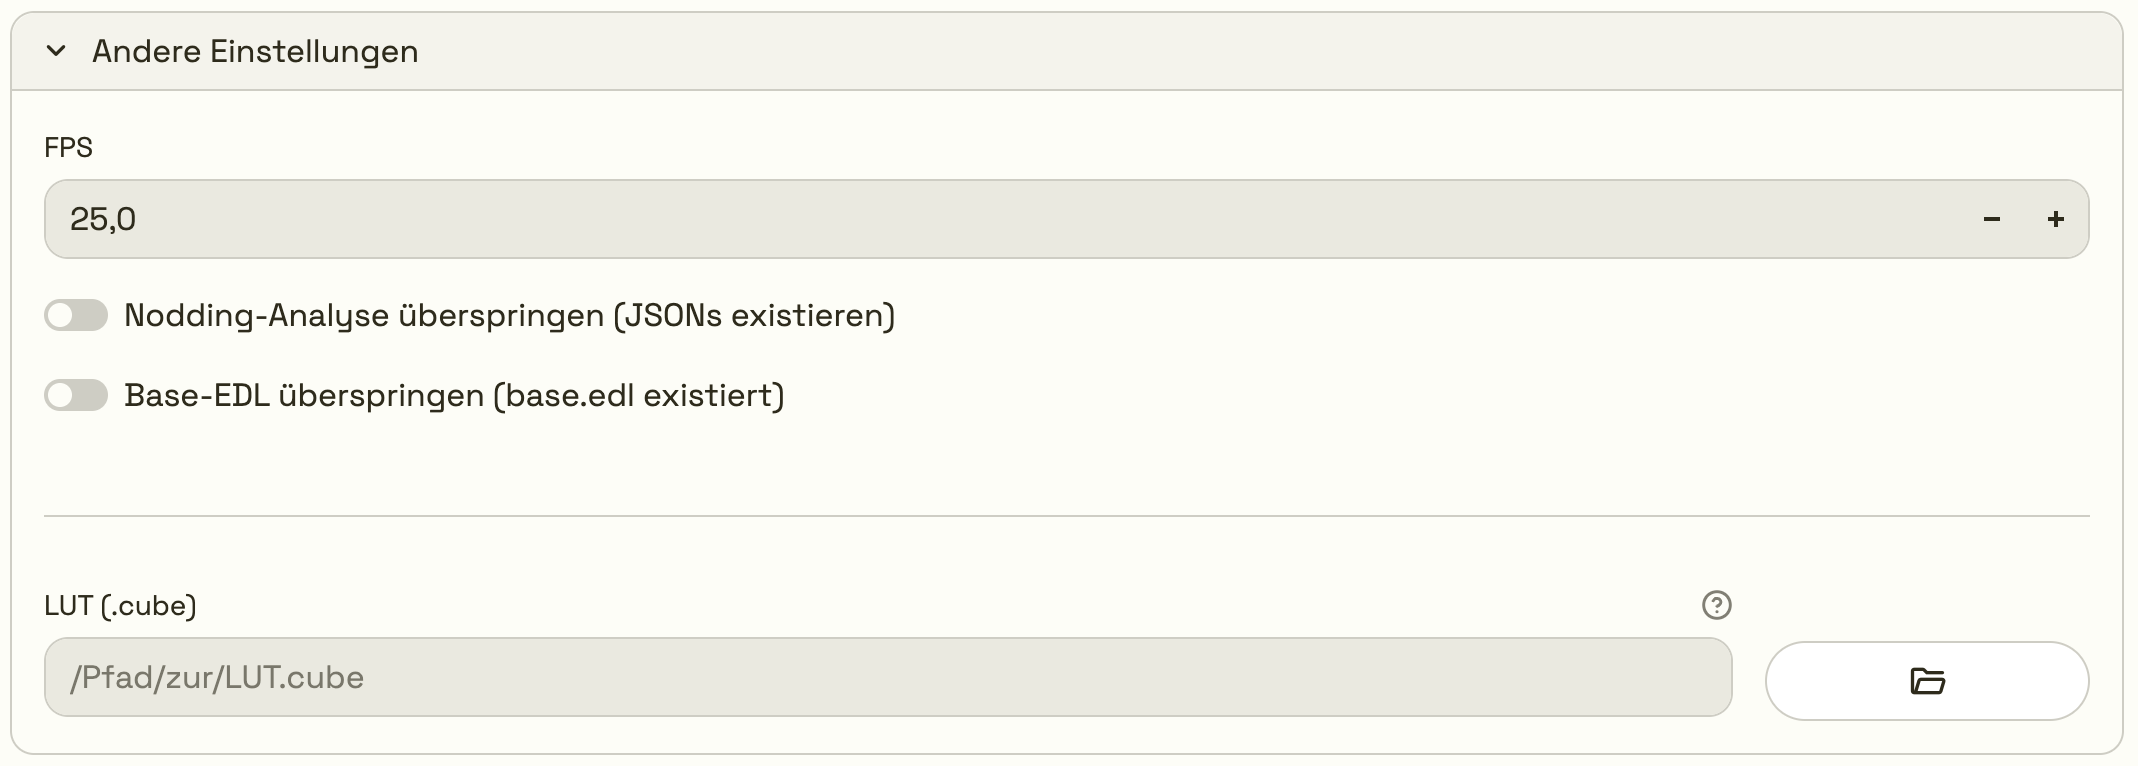 Andere Einstellungen
FPS
25,0
Nodding-Analyse überspringen (JSONs existieren)
Base-EDL überspringen (base.edl existiert)
LUT (.cube)
/Pfad/zur/LUT.cube